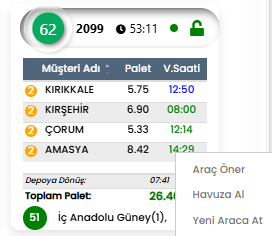 62 2099 53:11
Müşteri Adı Palet V.Saati
2 KIRIKKALE 5.75 12:50
2 KIRŞEHİR 6.90 08:00
2 ÇORUM 5.33 12:14
2 AMASYA 8.42 14:29
Depoya Dönüş: 07:41
Toplam Palet: 26.40
51 İç Anadolu Güney(1),
Araç Öner
Havuza Al
Yeni Araca At